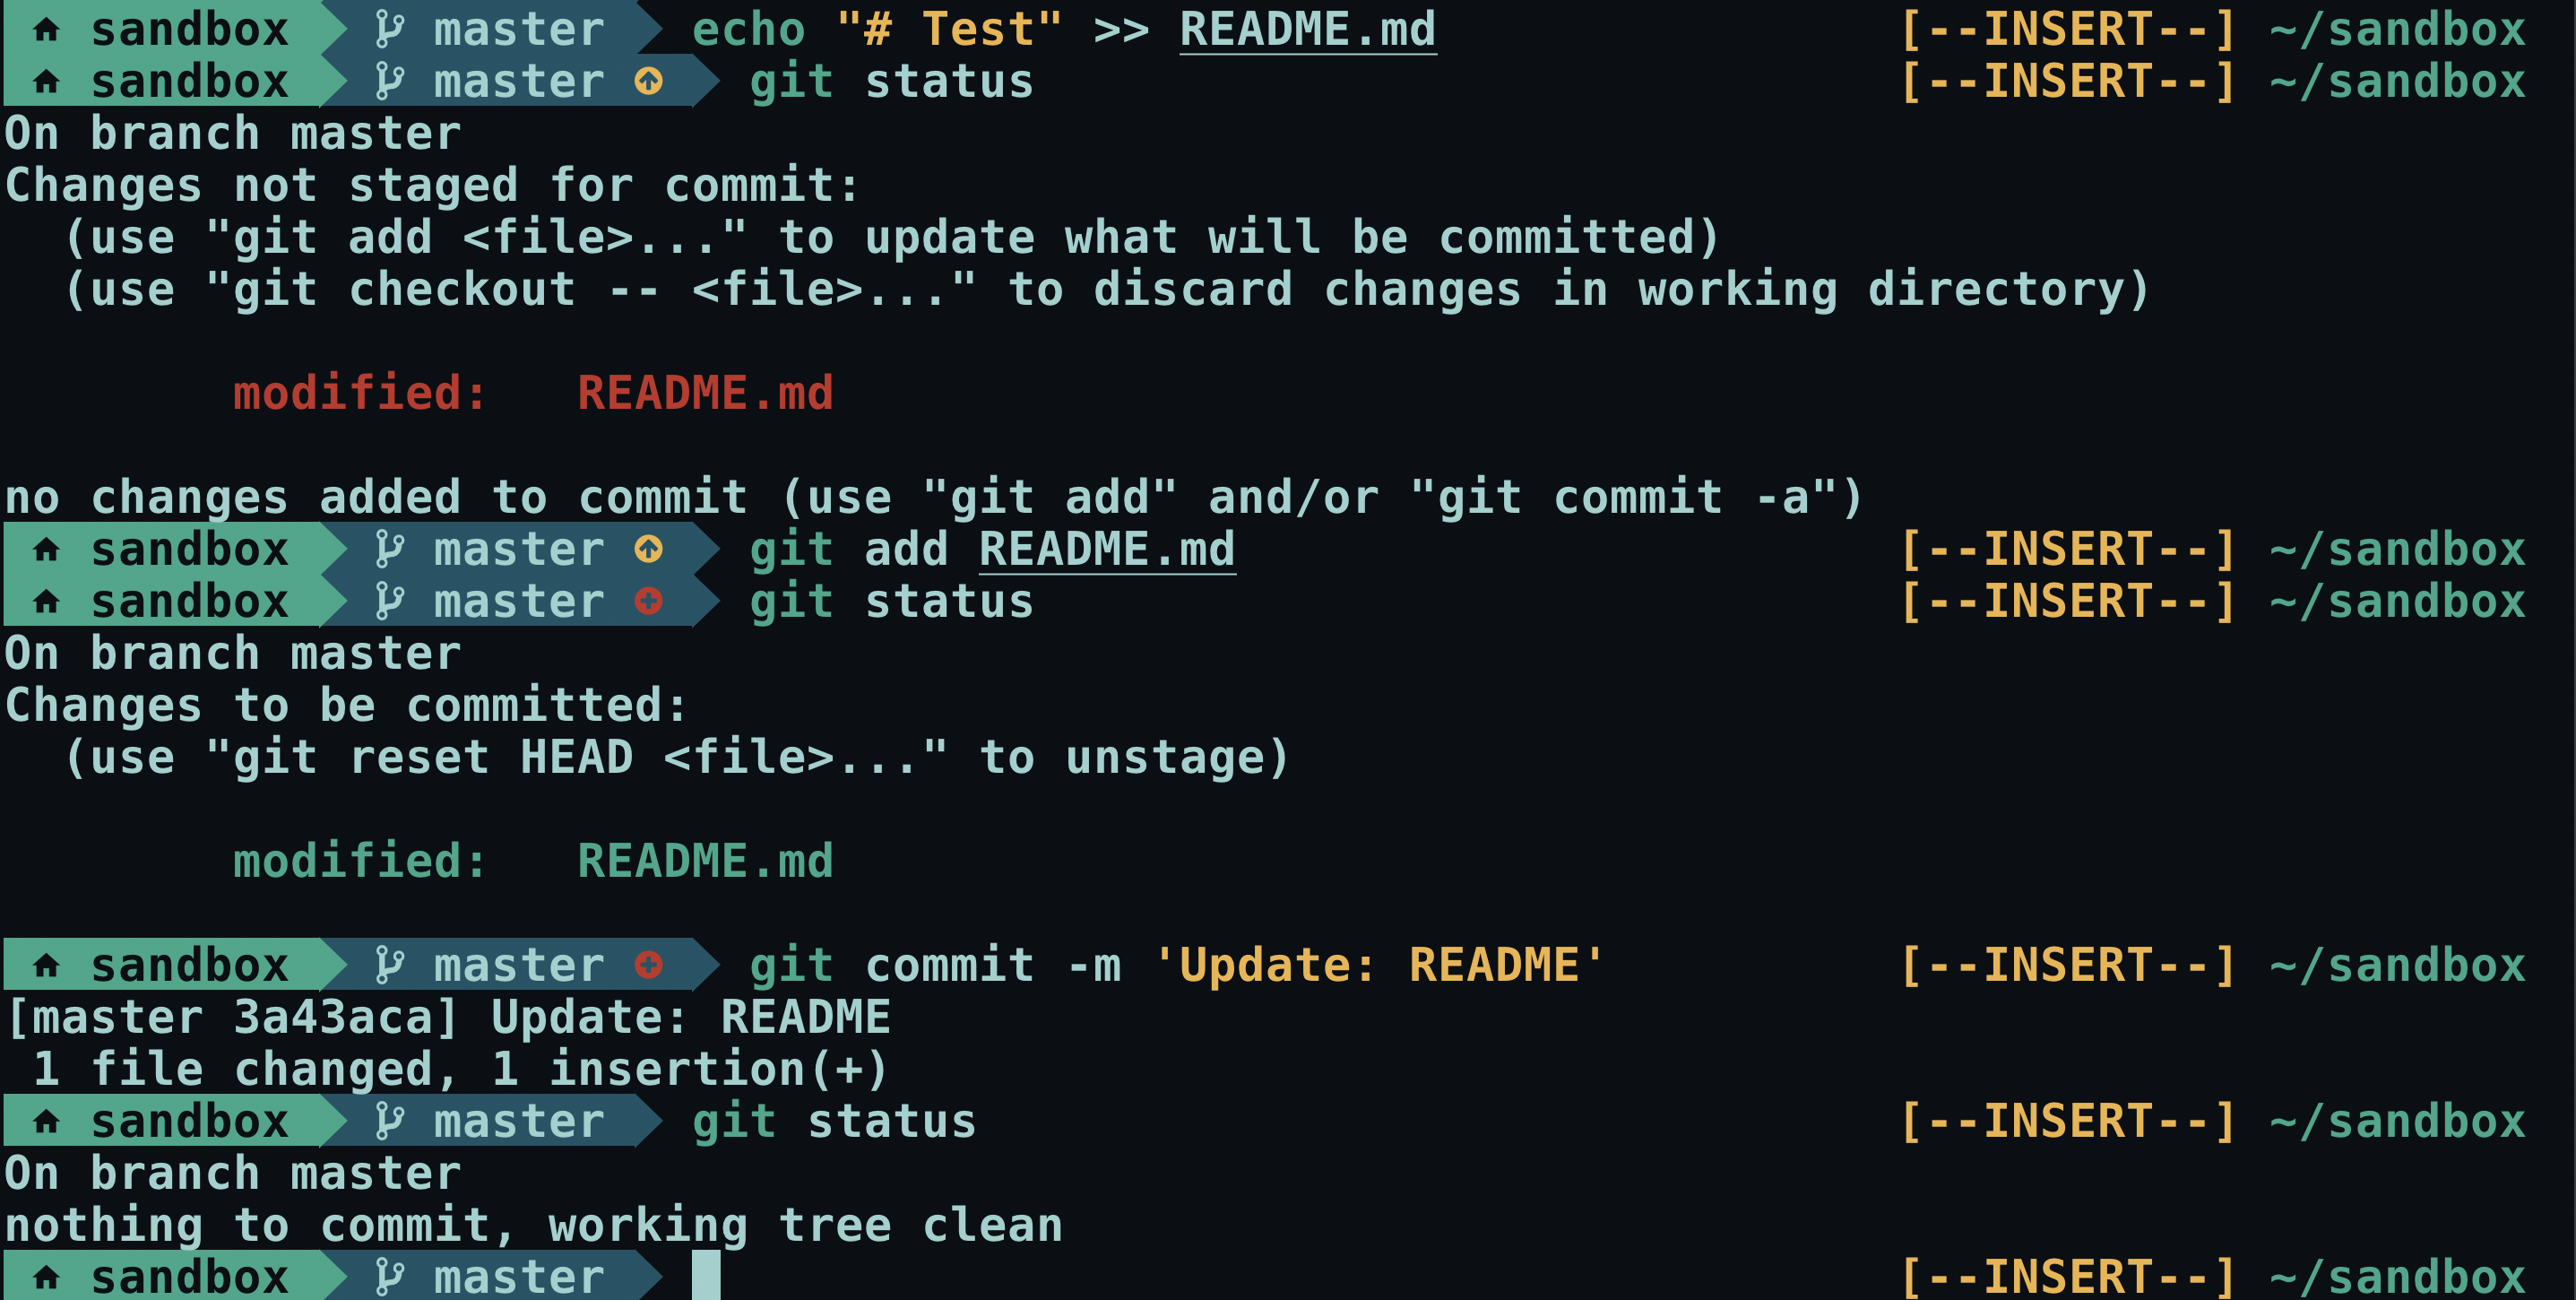 sandbox master echo "# Test" >> README.md [--INSERT--] ~/sandbox
sandbox master git status [--INSERT--] ~/sandbox
On branch master
Changes not staged for commit:
  (use "git add <file>..." to update what will be committed)
  (use "git checkout -- <file>..." to discard changes in working directory)
        modified:   README.md
no changes added to commit (use "git add" and/or "git commit -a")
sandbox master git add README.md [--INSERT--] ~/sandbox
sandbox master git status [--INSERT--] ~/sandbox
On branch master
Changes to be committed:
  (use "git reset HEAD <file>..." to unstage)
        modified:   README.md
sandbox master git commit -m 'Update: README' [--INSERT--] ~/sandbox
[master 3a43aca] Update: README
 1 file changed, 1 insertion(+)
sandbox master git status [--INSERT--] ~/sandbox
On branch master
nothing to commit, working tree clean
sandbox master [--INSERT--] ~/sandbox